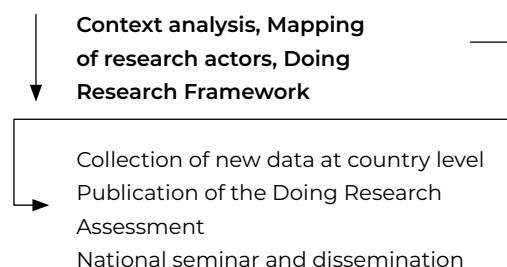 Context analysis, Mapping
of research actors, Doing
Research Framework
Collection of new data at country level
Publication of the Doing Research
Assessment
National seminar and dissemination